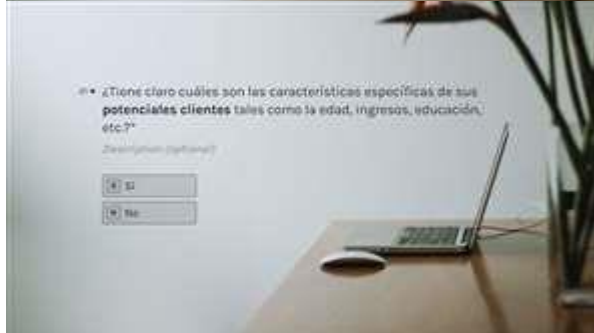 ¿Tiene claro cuáles son las características específicas de sus
potenciales clientes tales como la edad, ingresos, educación,
etc.?*
Description (optional)
Sí
No